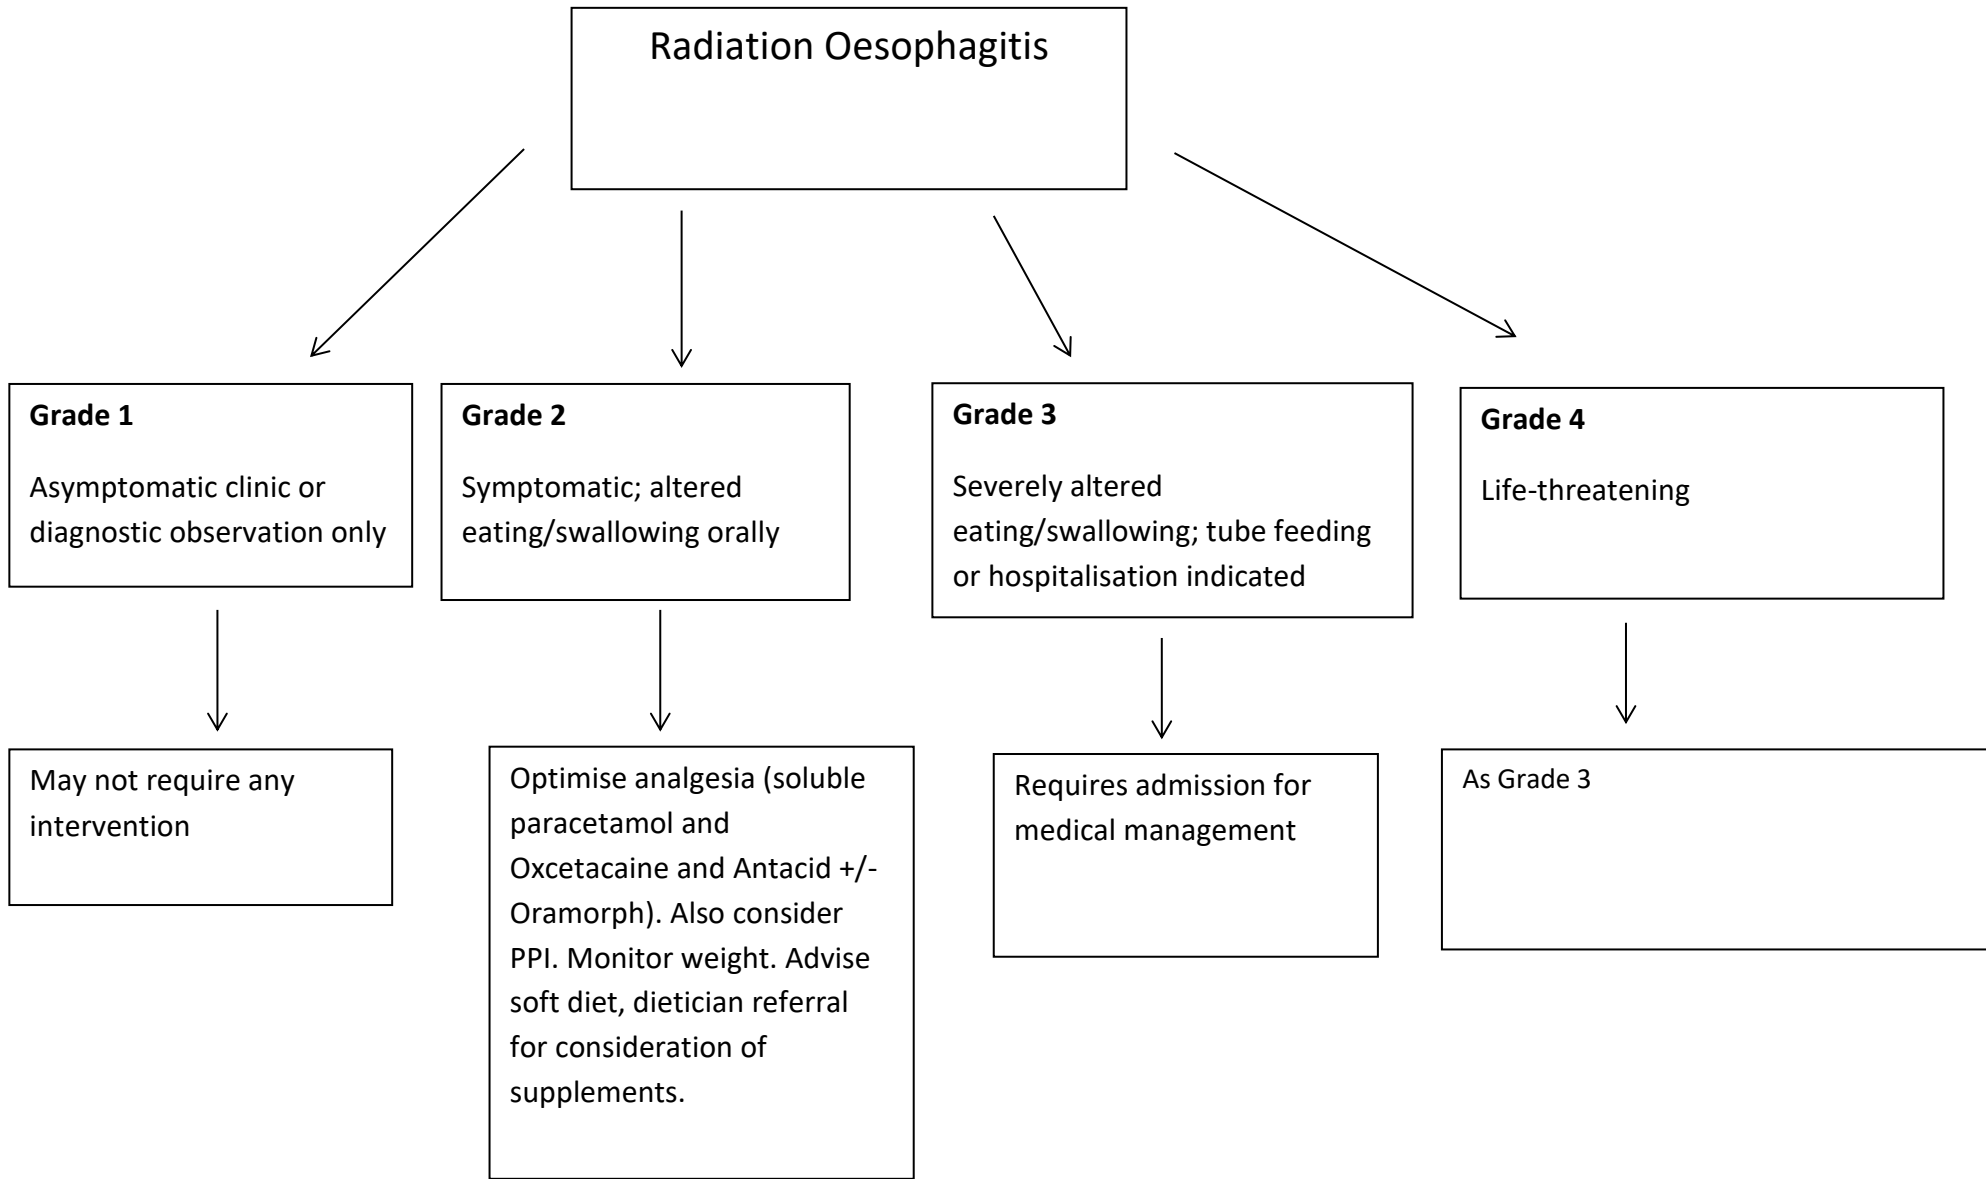 Radiation Oesophagitis
Grade 1
Asymptomatic clinic or
diagnostic observation only
Grade 2
Symptomatic; altered
eating/swallowing orally
Grade 3
Severely altered
eating/swallowing; tube feeding
or hospitalisation indicated
Grade 4
Life-threatening
May not require any
intervention
Optimise analgesia (soluble
paracetamol and
Oxcetacaine and Antacid +/-
Oramorph). Also consider
PPI. Monitor weight. Advise
soft diet, dietician referral
for consideration of
supplements.
Requires admission for
medical management
As Grade 3